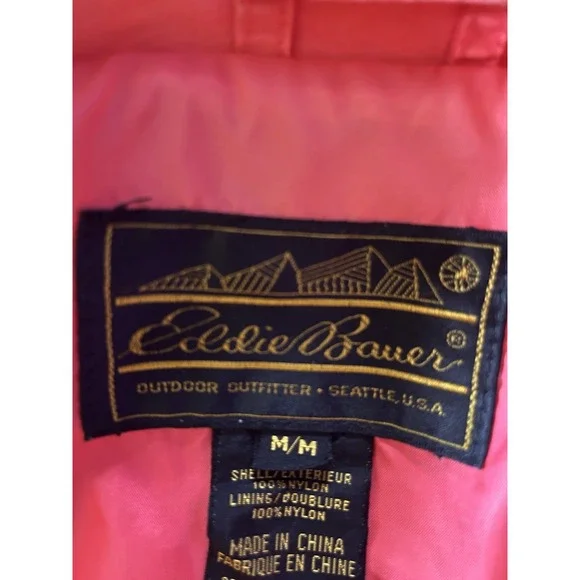 Eddie Bauer®
OUTDOOR OUTFITTER • SEATTLE, U.S.A.
M/M
SHELL/EXTERIEUR
100% NYLON
LINING/DOUBLURE
100% NYLON
MADE IN CHINA
FABRIQUE EN CHINE